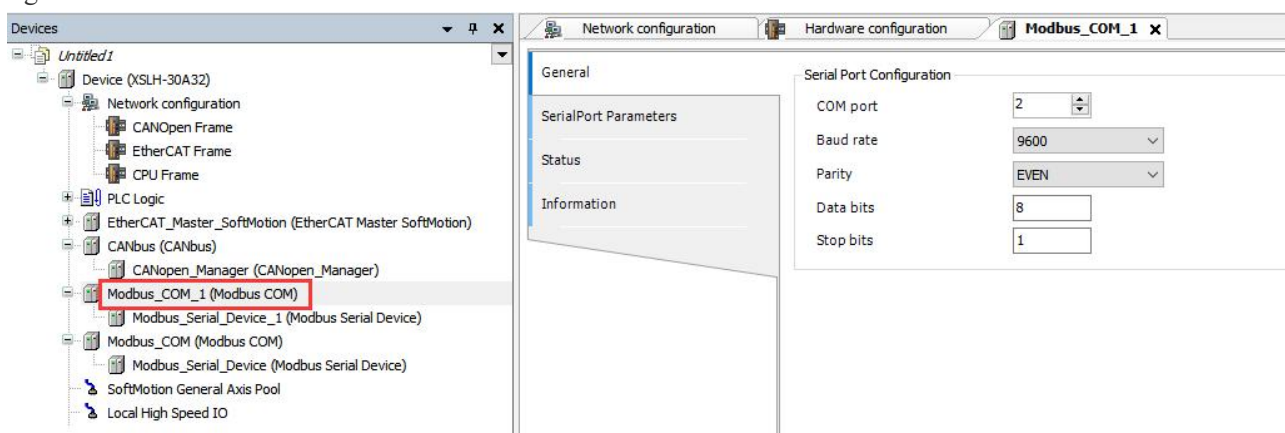 Devices
Untitled1
Device (XSLH-30A32)
Network configuration
CANOpen Frame
EtherCAT Frame
CPU Frame
PLC Logic
EtherCAT_Master_SoftMotion (EtherCAT Master SoftMotion)
CANbus (CANbus)
CANopen_Manager (CANopen_Manager)
Modbus_COM_1 (Modbus COM)
Modbus_Serial_Device_1 (Modbus Serial Device)
Modbus_COM (Modbus COM)
Modbus_Serial_Device (Modbus Serial Device)
SoftMotion General Axis Pool
Local High Speed IO
Network configuration Hardware configuration Modbus_COM_1
General
SerialPort Parameters
Status
Information
Serial Port Configuration
COM port 2
Baud rate 9600
Parity EVEN
Data bits 8
Stop bits 1